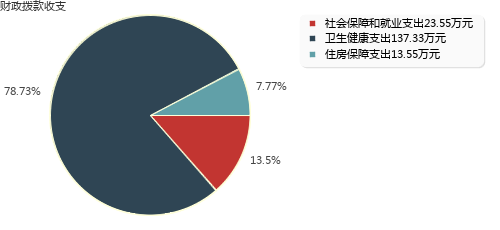 财政拨款收支
社会保障和就业支出23.55万元
卫生健康支出137.33万元
住房保障支出13.55万元
78.73%
7.77%
13.5%